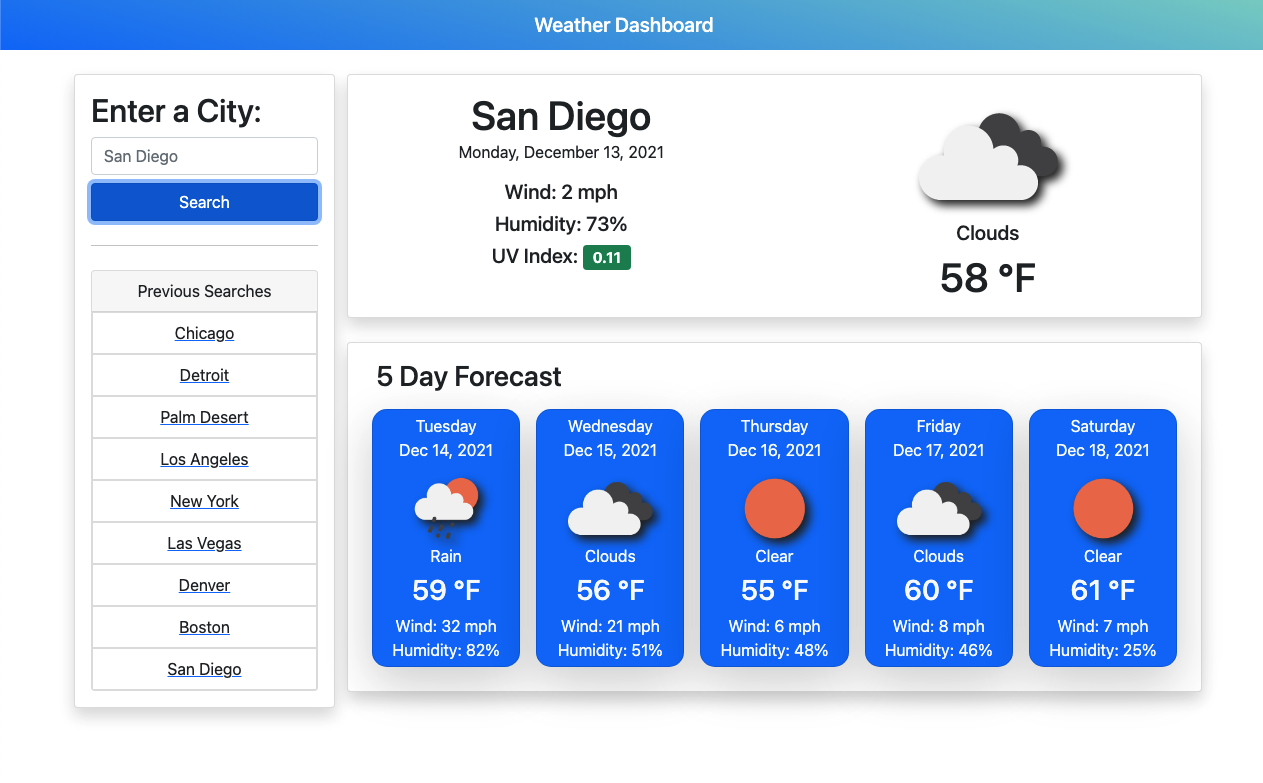 Weather Dashboard
Enter a City:
San Diego
Search
Previous Searches
Chicago
Detroit
Palm Desert
Los Angeles
New York
Las Vegas
Denver
Boston
San Diego
San Diego
Monday, December 13, 2021
Wind: 2 mph
Humidity: 73%
UV Index: 0.11
Clouds
58 °F
5 Day Forecast
Tuesday
Dec 14, 2021
Rain
59 °F
Wind: 32 mph
Humidity: 82%
Wednesday
Dec 15, 2021
Clouds
56 °F
Wind: 21 mph
Humidity: 51%
Thursday
Dec 16, 2021
Clear
55 °F
Wind: 6 mph
Humidity: 48%
Friday
Dec 17, 2021
Clouds
60 °F
Wind: 8 mph
Humidity: 46%
Saturday
Dec 18, 2021
Clear
61 °F
Wind: 7 mph
Humidity: 25%